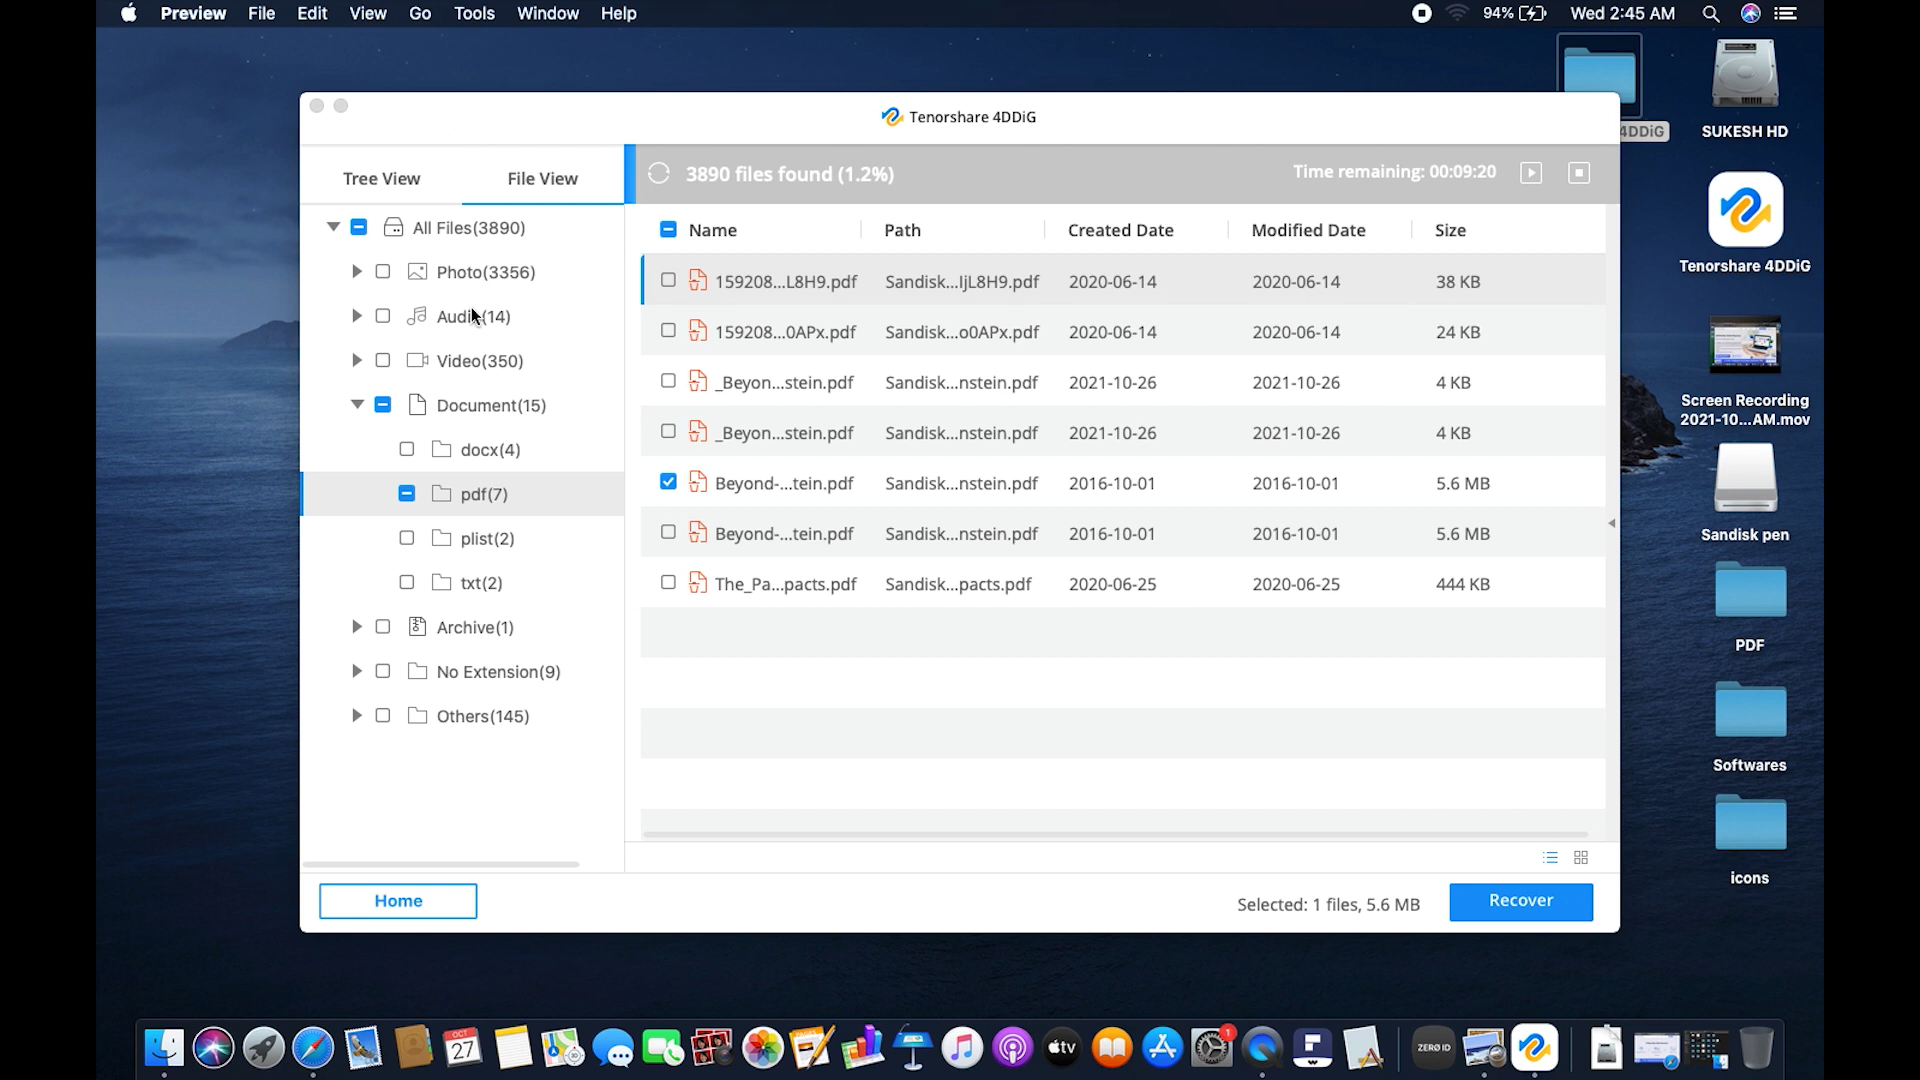 Preview File Edit View Go Tools Window Help
94% Wed 2:45 AM
4DDiG
SUKESH HD
Tenorshare 4DDiG
Tree View File View
3890 files found (1.2%)
Time remaining: 00:09:20
All Files(3890)
Photo(3356)
Audi (14)
Video(350)
Document(15)
docx(4)
pdf(7)
plist(2)
txt(2)
Archive(1)
No Extension(9)
Others(145)
Name Path Created Date Modified Date Size
159208...L8H9.pdf Sandisk...IjL8H9.pdf 2020-06-14 2020-06-14 38 KB
159208...0APx.pdf Sandisk...o0APx.pdf 2020-06-14 2020-06-14 24 KB
_Beyon...stein.pdf Sandisk...nstein.pdf 2021-10-26 2021-10-26 4 KB
_Beyon...stein.pdf Sandisk...nstein.pdf 2021-10-26 2021-10-26 4 KB
Beyond-...tein.pdf Sandisk...nstein.pdf 2016-10-01 2016-10-01 5.6 MB
Beyond-...tein.pdf Sandisk...nstein.pdf 2016-10-01 2016-10-01 5.6 MB
The_Pa...pacts.pdf Sandisk...pacts.pdf 2020-06-25 2020-06-25 444 KB
Home
Selected: 1 files, 5.6 MB
Recover
Tenorshare 4DDiG
Screen Recording
2021-10...AM.mov
Sandisk pen
PDF
Softwares
icons
OCT
27
PAGES
tv
1
ZERO ID